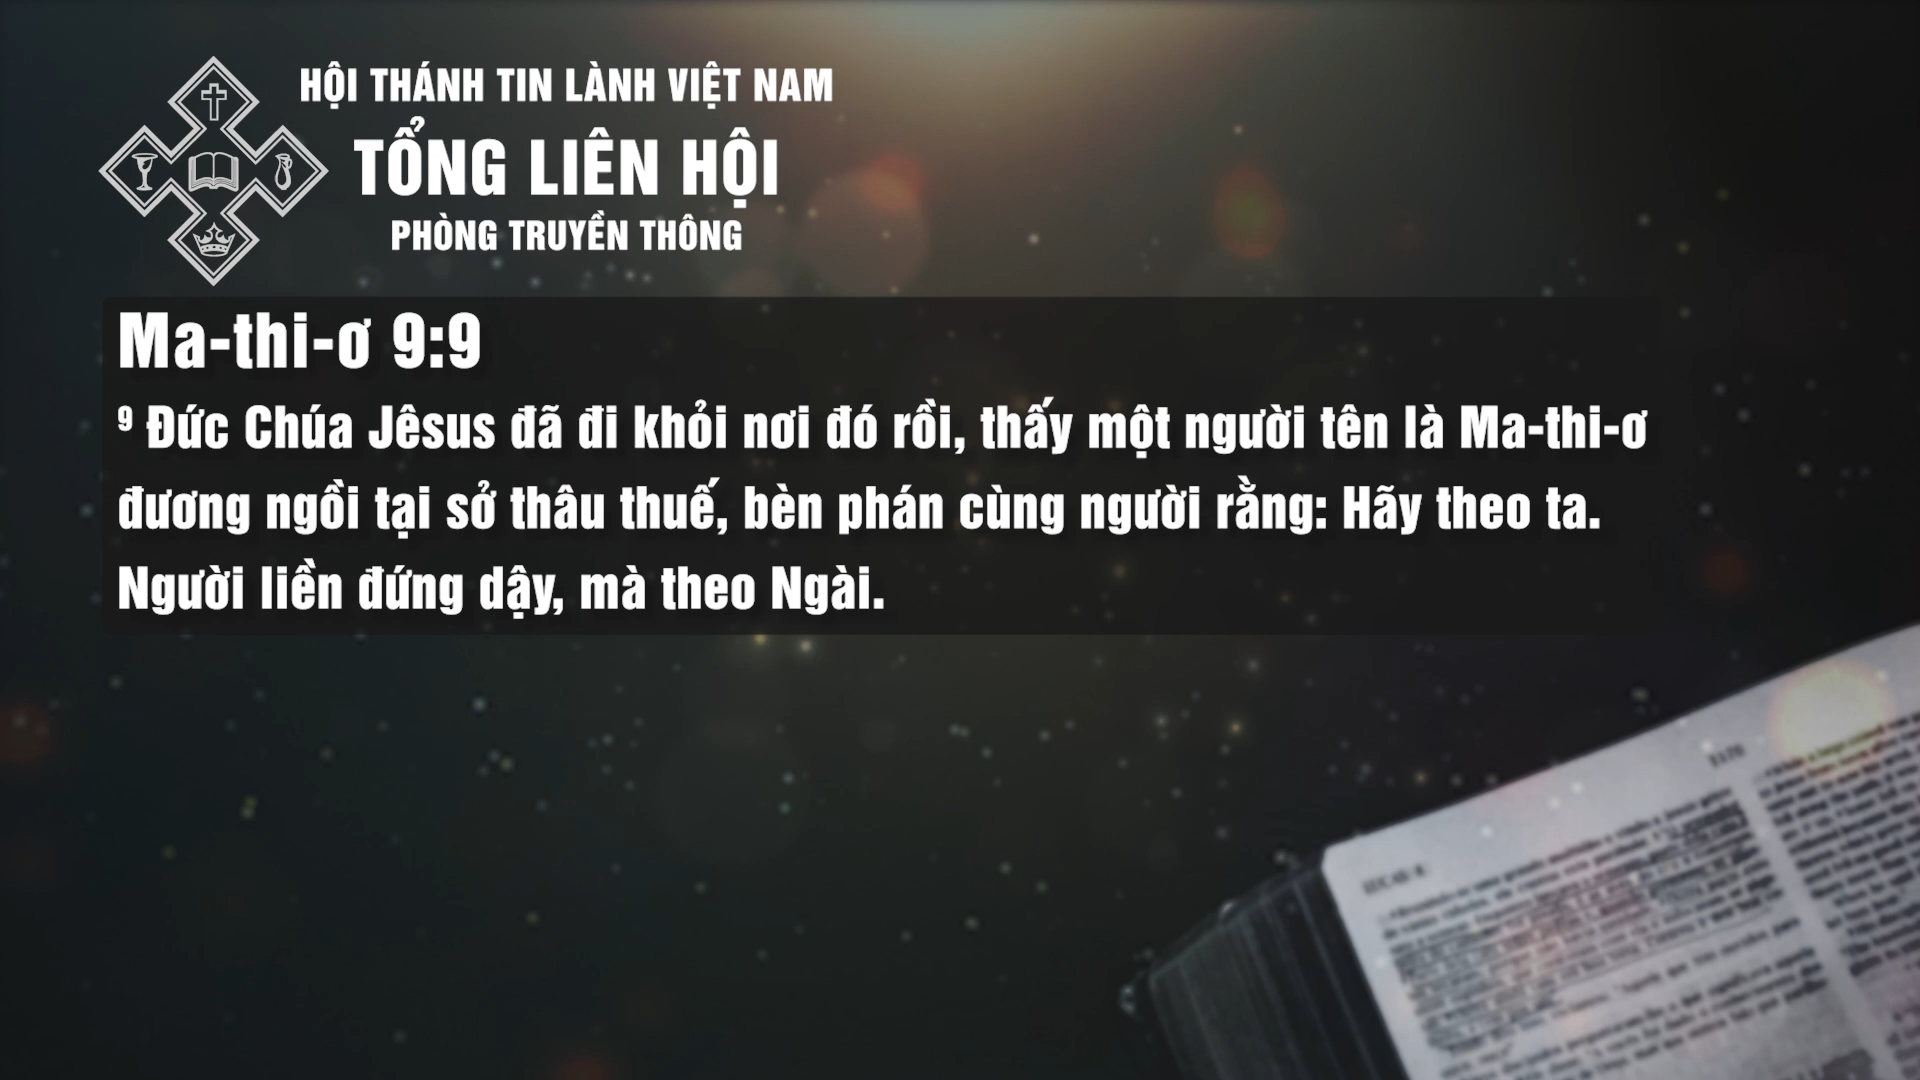 HỘI THÁNH TIN LÀNH VIỆT NAM
TỔNG LIÊN HỘI
PHÒNG TRUYỀN THÔNG
Ma-thi-ơ 9:9
⁹ Đức Chúa Jêsus đã đi khỏi nơi đó rồi, thấy một người tên là Ma-thi-ơ
đương ngồi tại sở thâu thuế, bèn phán cùng người rằng: Hãy theo ta.
Người liền đứng dậy, mà theo Ngài.